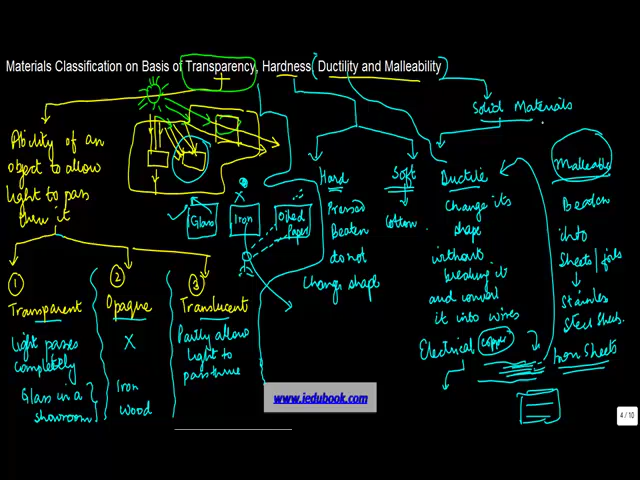 Materials Classification on Basis of Transparency, Hardness (Ductility and Malleability)
Ability of an
object to allow
light to pass
thru it
1
Transparent
Light passes
completely
Glass in a
showroom
2
Opaque
X
Iron
wood
3
Translucent
Partly allow
light to
pass thru
Glass
X
Iron
Oiled
Paper
Hard
Pressed
Beaten
do not
Change shape
Soft
Cotton
Solid Materials
Ductile
Change its
shape
without
breaking it
and convert
it into wires
Electrical Copper
Malleable
Beaten
into
Sheets/foils
Stainless
Steel Sheets
Iron Sheets
www.iedubook.com
4 / 10